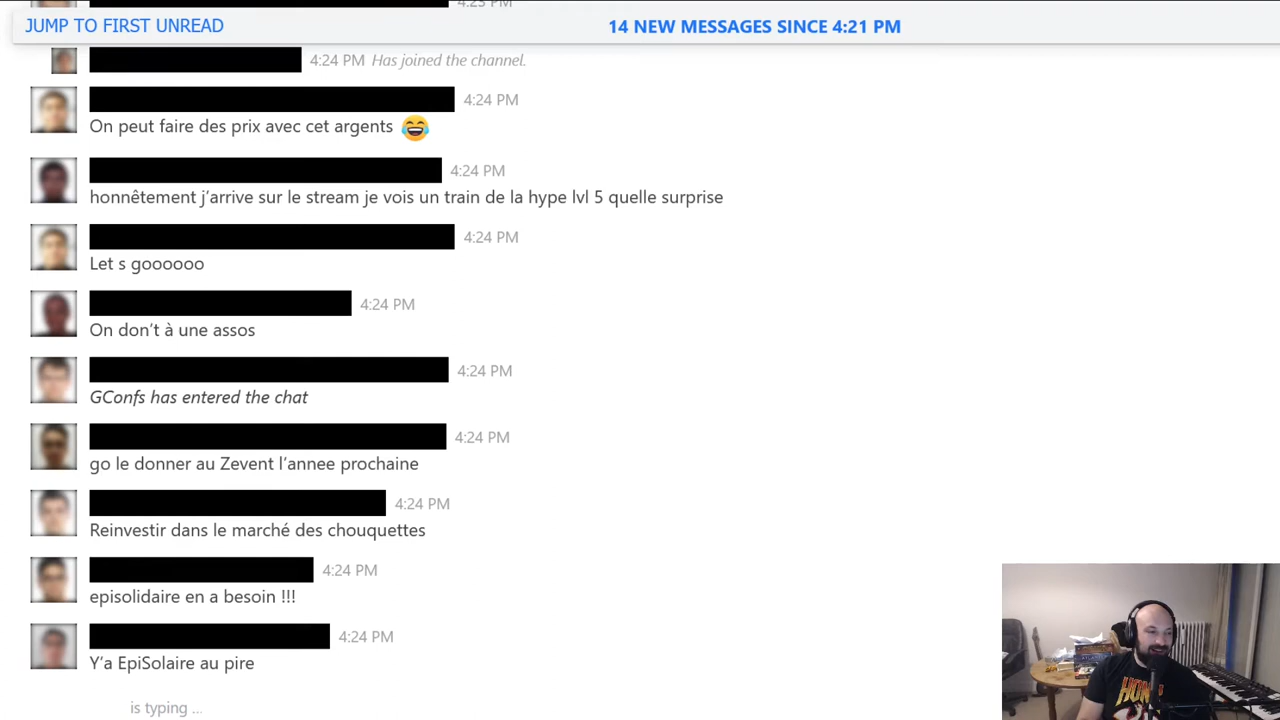 4:23 PM
JUMP TO FIRST UNREAD
14 NEW MESSAGES SINCE 4:21 PM
4:24 PM Has joined the channel.
4:24 PM
On peut faire des prix avec cet argents 😂
4:24 PM
honnêtement j’arrive sur le stream je vois un train de la hype lvl 5 quelle surprise
4:24 PM
Let s goooooo
4:24 PM
On don’t à une assos
4:24 PM
GConfs has entered the chat
4:24 PM
go le donner au Zevent l’annee prochaine
4:24 PM
Reinvestir dans le marché des chouquettes
4:24 PM
episolidaire en a besoin !!!
4:24 PM
Y’a EpiSolaire au pire
is typing ...